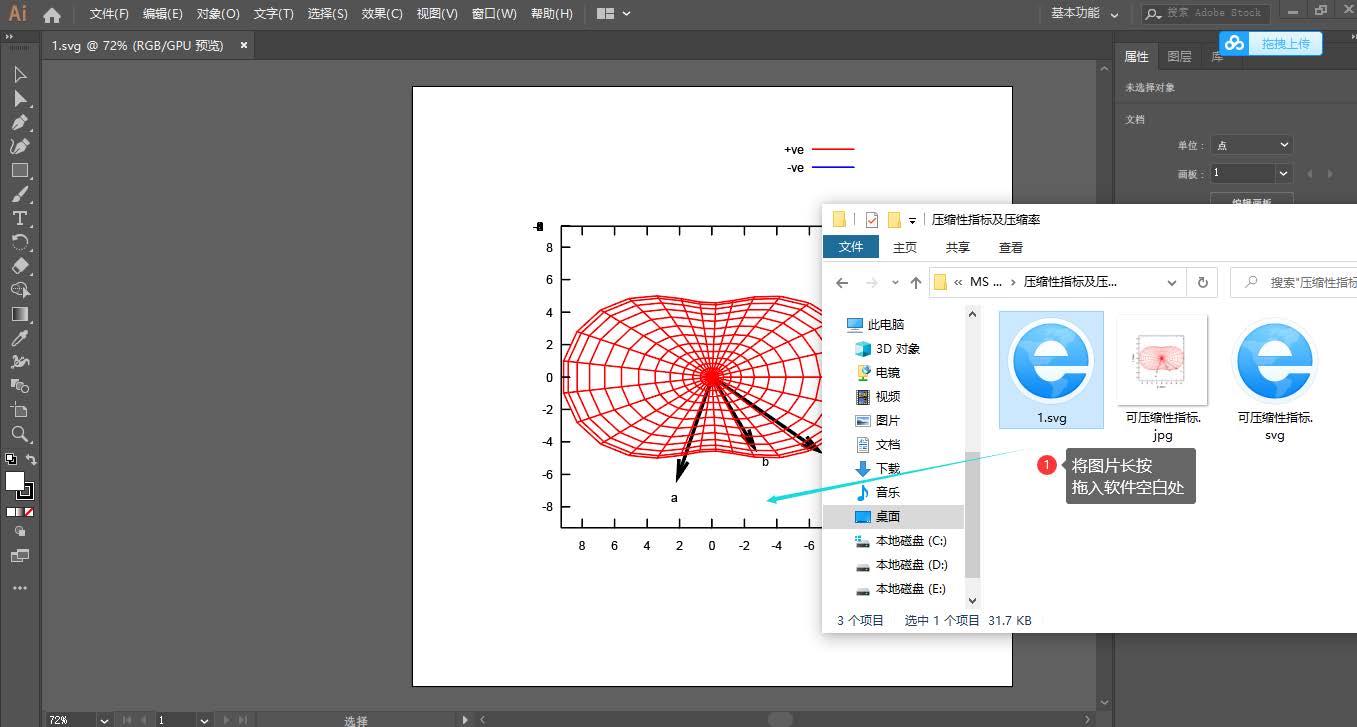 Ai
文件(F) 编辑(E) 对象(O) 文字(T) 选择(S) 效果(C) 视图(V) 窗口(W) 帮助(H)
基本功能
搜索 Adobe Stock
1.svg @ 72% (RGB/GPU 预览) ×
拖拽上传
属性 图层 库
未选择对象
文档
单位: 点
画板: 1
编辑画板
+ve
-ve
8
6
4
2
0
-2
-4
-6
-8
8 6 4 2 0 -2 -4 -6
a
b
压缩性指标及压缩率
文件 主页 共享 查看
« MS ... › 压缩性指标及压...
搜索"压缩性指标
此电脑
3D 对象
电镜
视频
图片
文档
下载
音乐
桌面
本地磁盘 (C:)
本地磁盘 (D:)
本地磁盘 (E:)
1.svg
可压缩性指标.
jpg
可压缩性指标.
svg
1
将图片长按
拖入软件空白处
3 个项目 选中 1 个项目 31.7 KB
72%
1
选择